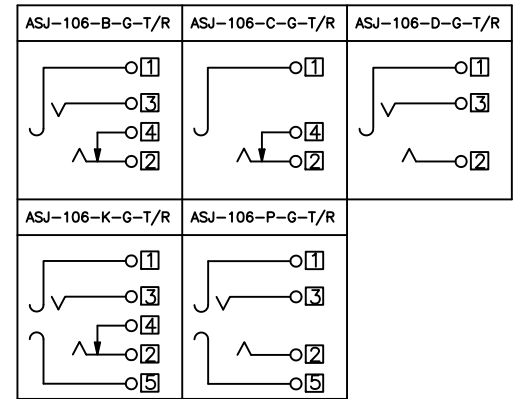 ASJ-106-B-G-T/R ASJ-106-C-G-T/R ASJ-106-D-G-T/R
1 1 1
3 3
4 4
2 2 2
ASJ-106-K-G-T/R ASJ-106-P-G-T/R
1 1
3 3
4
2 2
5 5